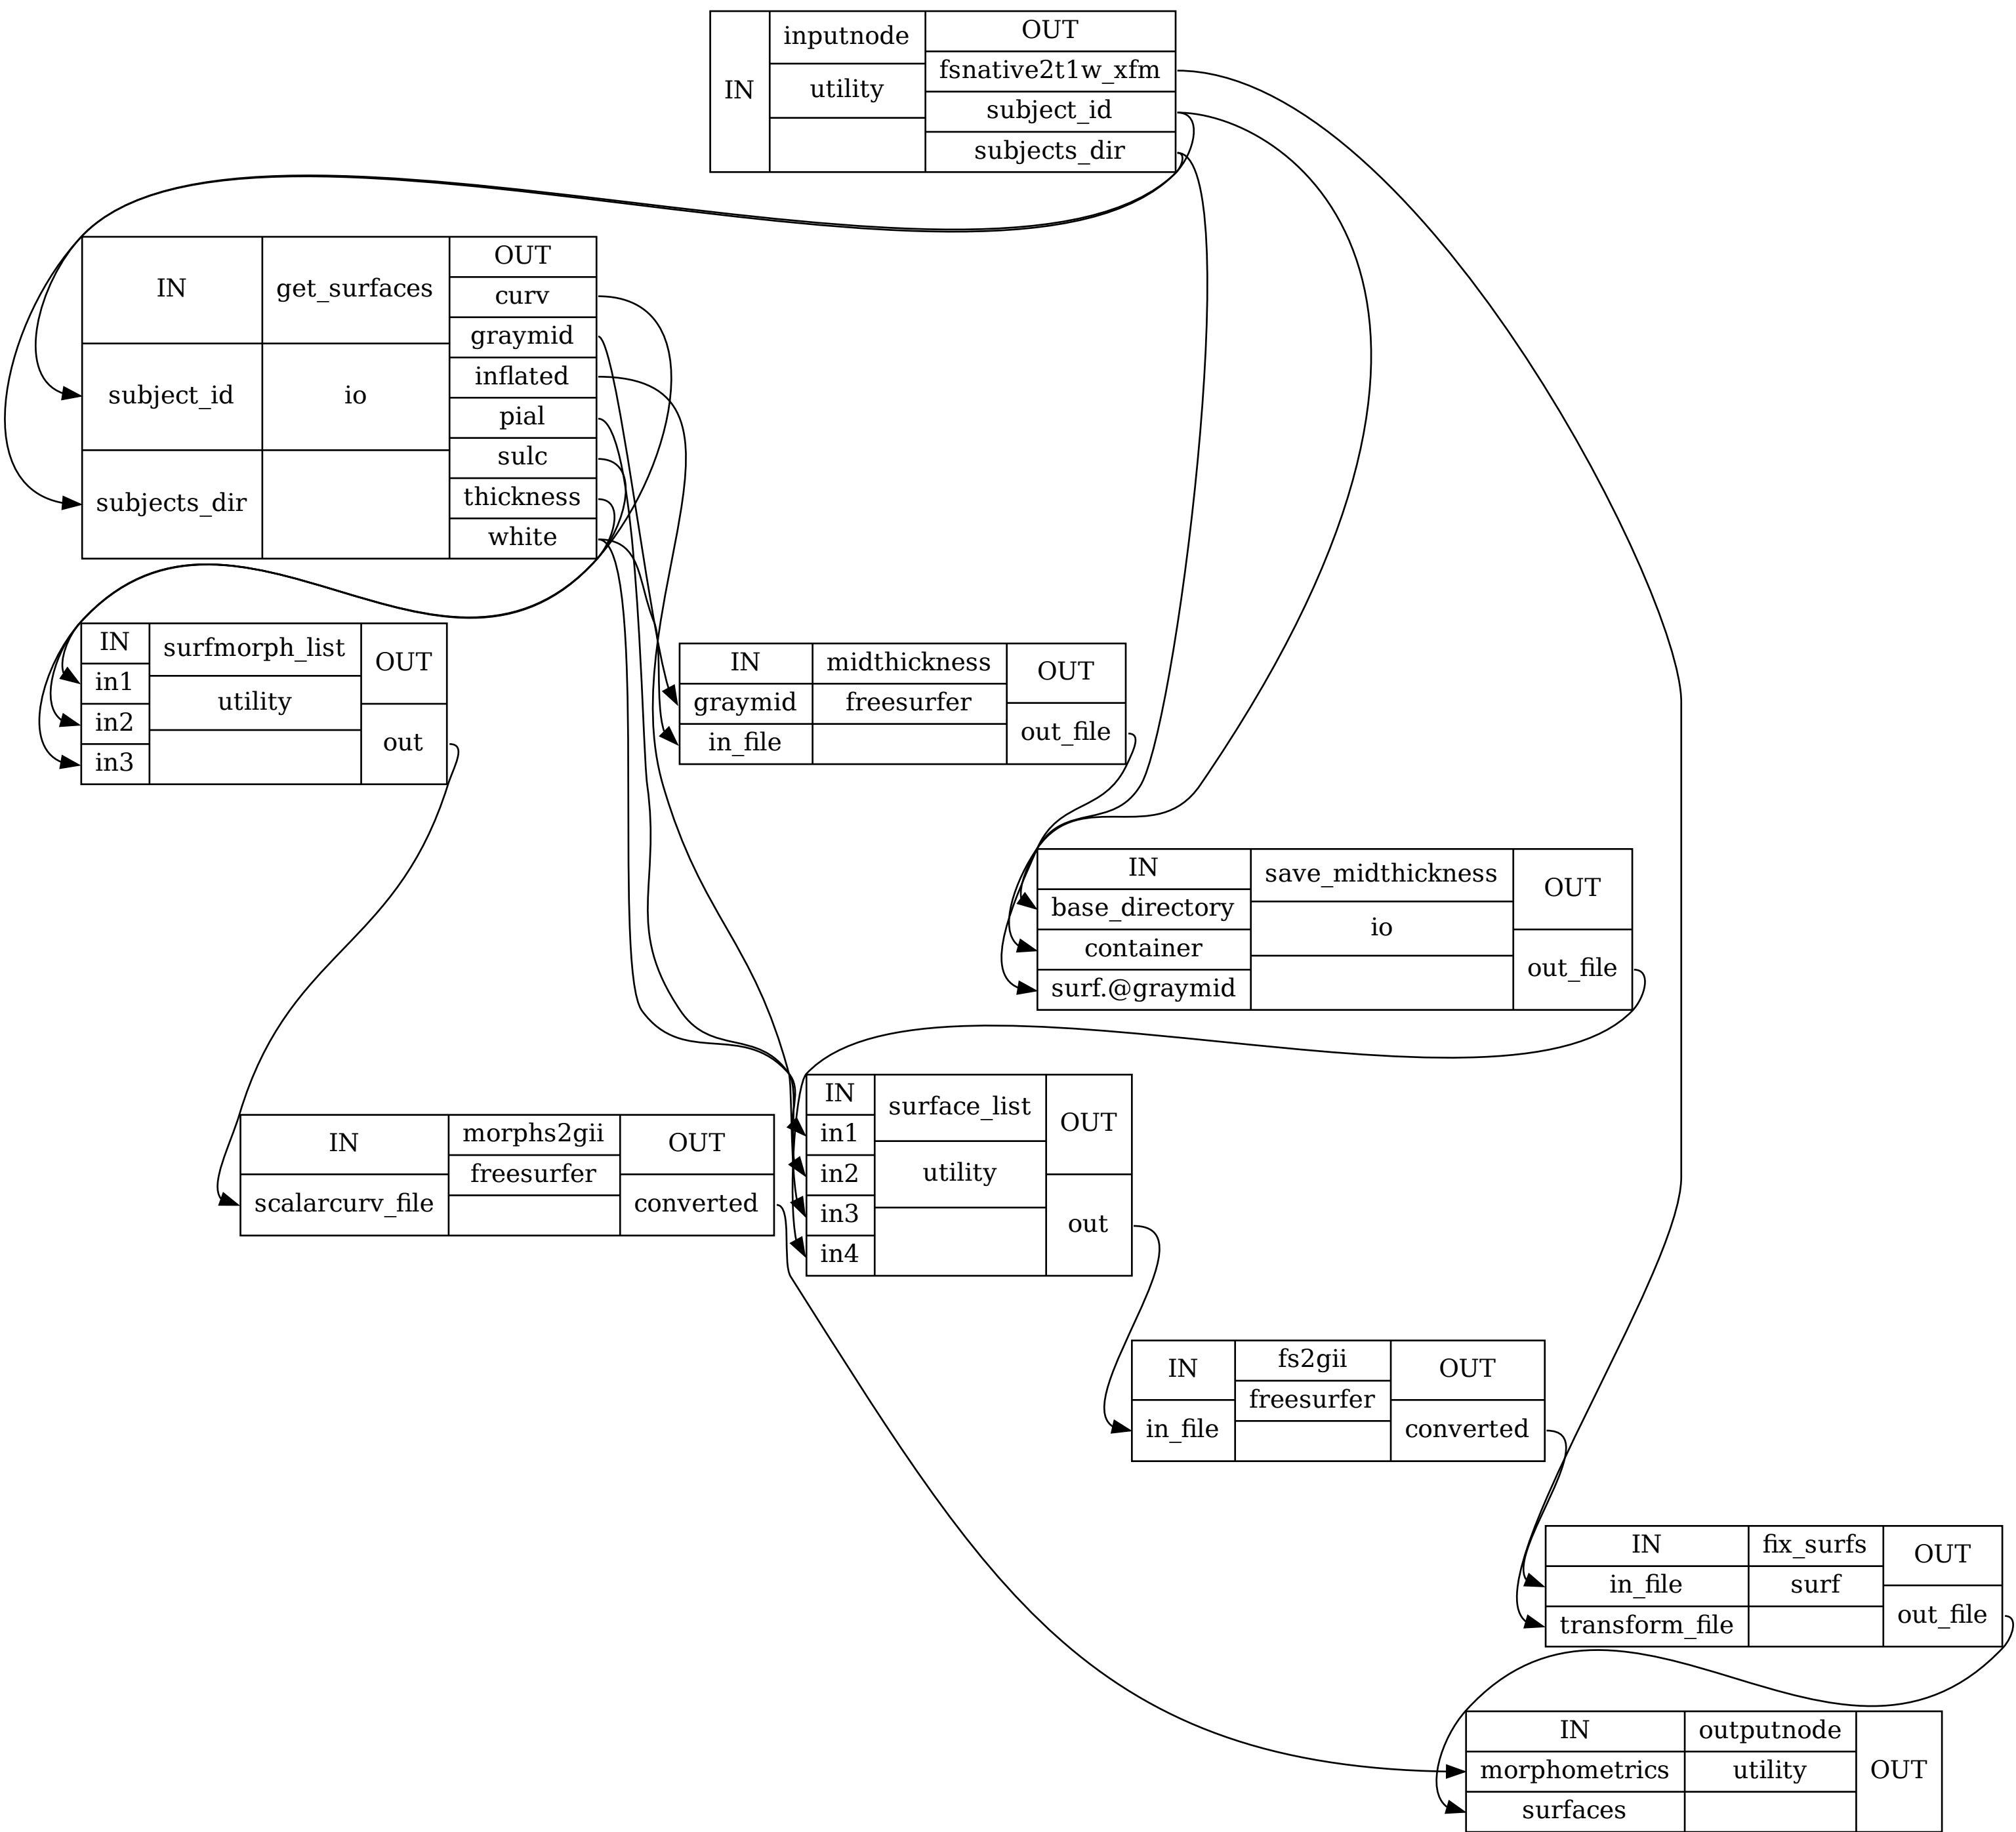 IN
inputnode
utility
OUT
fsnative2t1w_xfm
subject_id
subjects_dir
IN
subject_id
subjects_dir
get_surfaces
io
OUT
curv
graymid
inflated
pial
sulc
thickness
white
IN
in1
in2
in3
surfmorph_list
utility
OUT
out
IN
graymid
in_file
midthickness
freesurfer
OUT
out_file
IN
base_directory
container
surf.@graymid
save_midthickness
io
OUT
out_file
IN
scalarcurv_file
morphs2gii
freesurfer
OUT
converted
IN
in1
in2
in3
in4
surface_list
utility
OUT
out
IN
in_file
fs2gii
freesurfer
OUT
converted
IN
in_file
transform_file
fix_surfs
surf
OUT
out_file
IN
morphometrics
surfaces
outputnode
utility
OUT